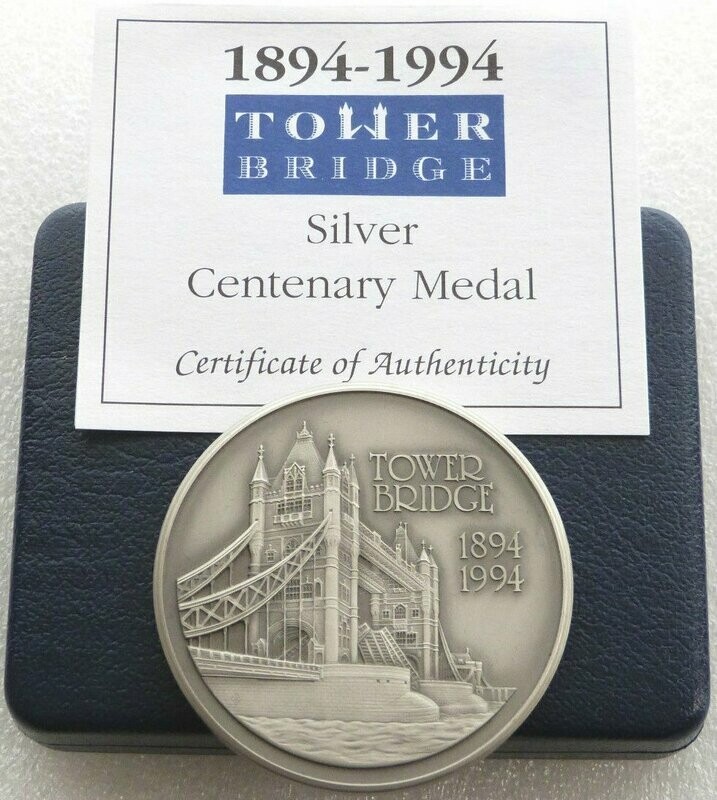 1894-1994
TOWER
BRIDGE
Silver
Centenary Medal
Certificate of Authenticity
TOWER
BRIDGE
1894
1994